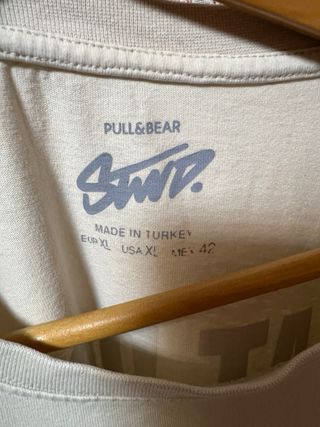 PULL&BEAR
STWD.
MADE IN TURKEY
EUR XL USA XL MEX 42